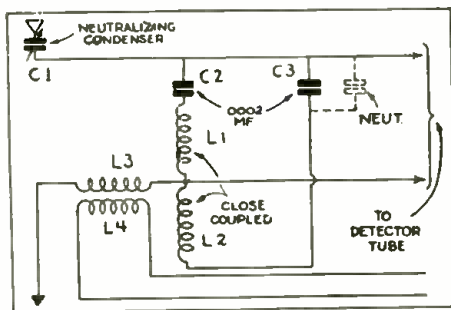 NEUTRALIZING
CONDENSER
C1
C2
C3
.0002
MF
NEUT.
L1
L3
CLOSE
COUPLED
L4
L2
TO
DETECTOR
TUBE